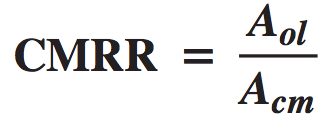 CMRR = A_ol / A_cm